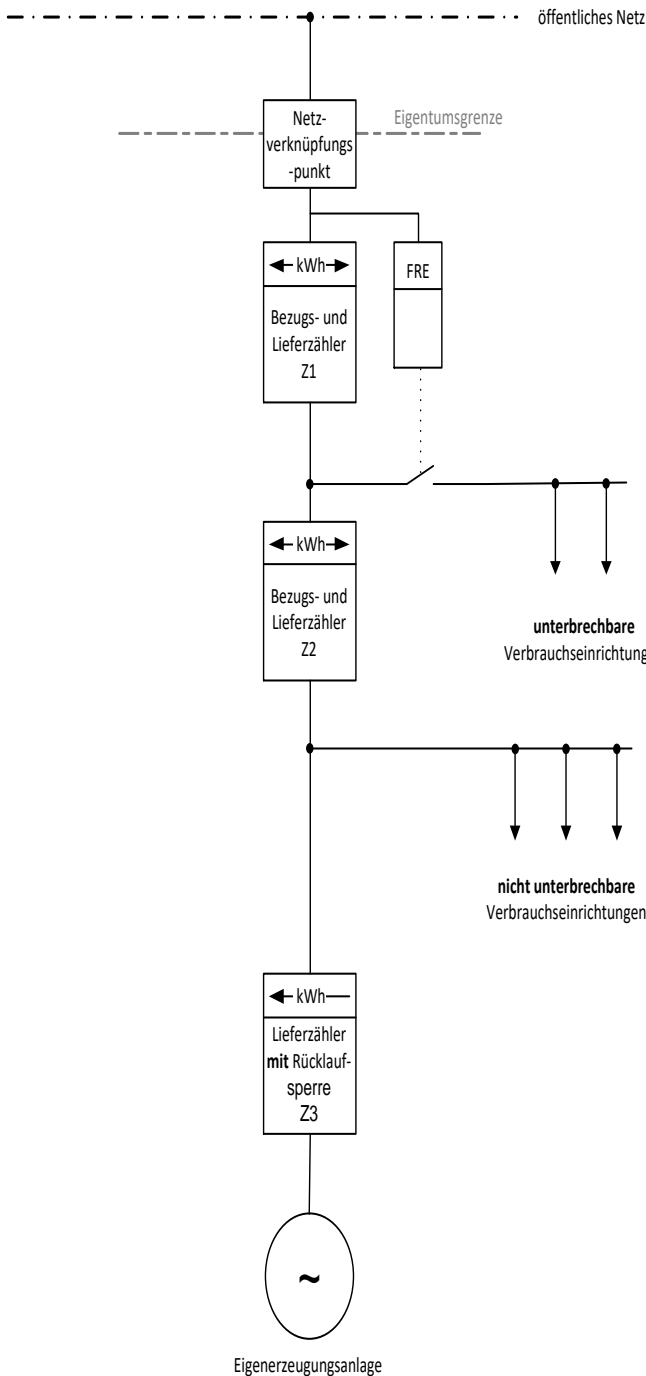 öffentliches Netz
Netz-
verknüpfungs
-punkt
Eigentumsgrenze
kWh
FRE
Bezugs- und
Lieferzähler
Z1
kWh
Bezugs- und
Lieferzähler
Z2
unterbrechbare
Verbrauchseinrichtung
nicht unterbrechbare
Verbrauchseinrichtungen
kWh
Lieferzähler
mit Rücklauf-
sperre
Z3
~
Eigenerzeugungsanlage